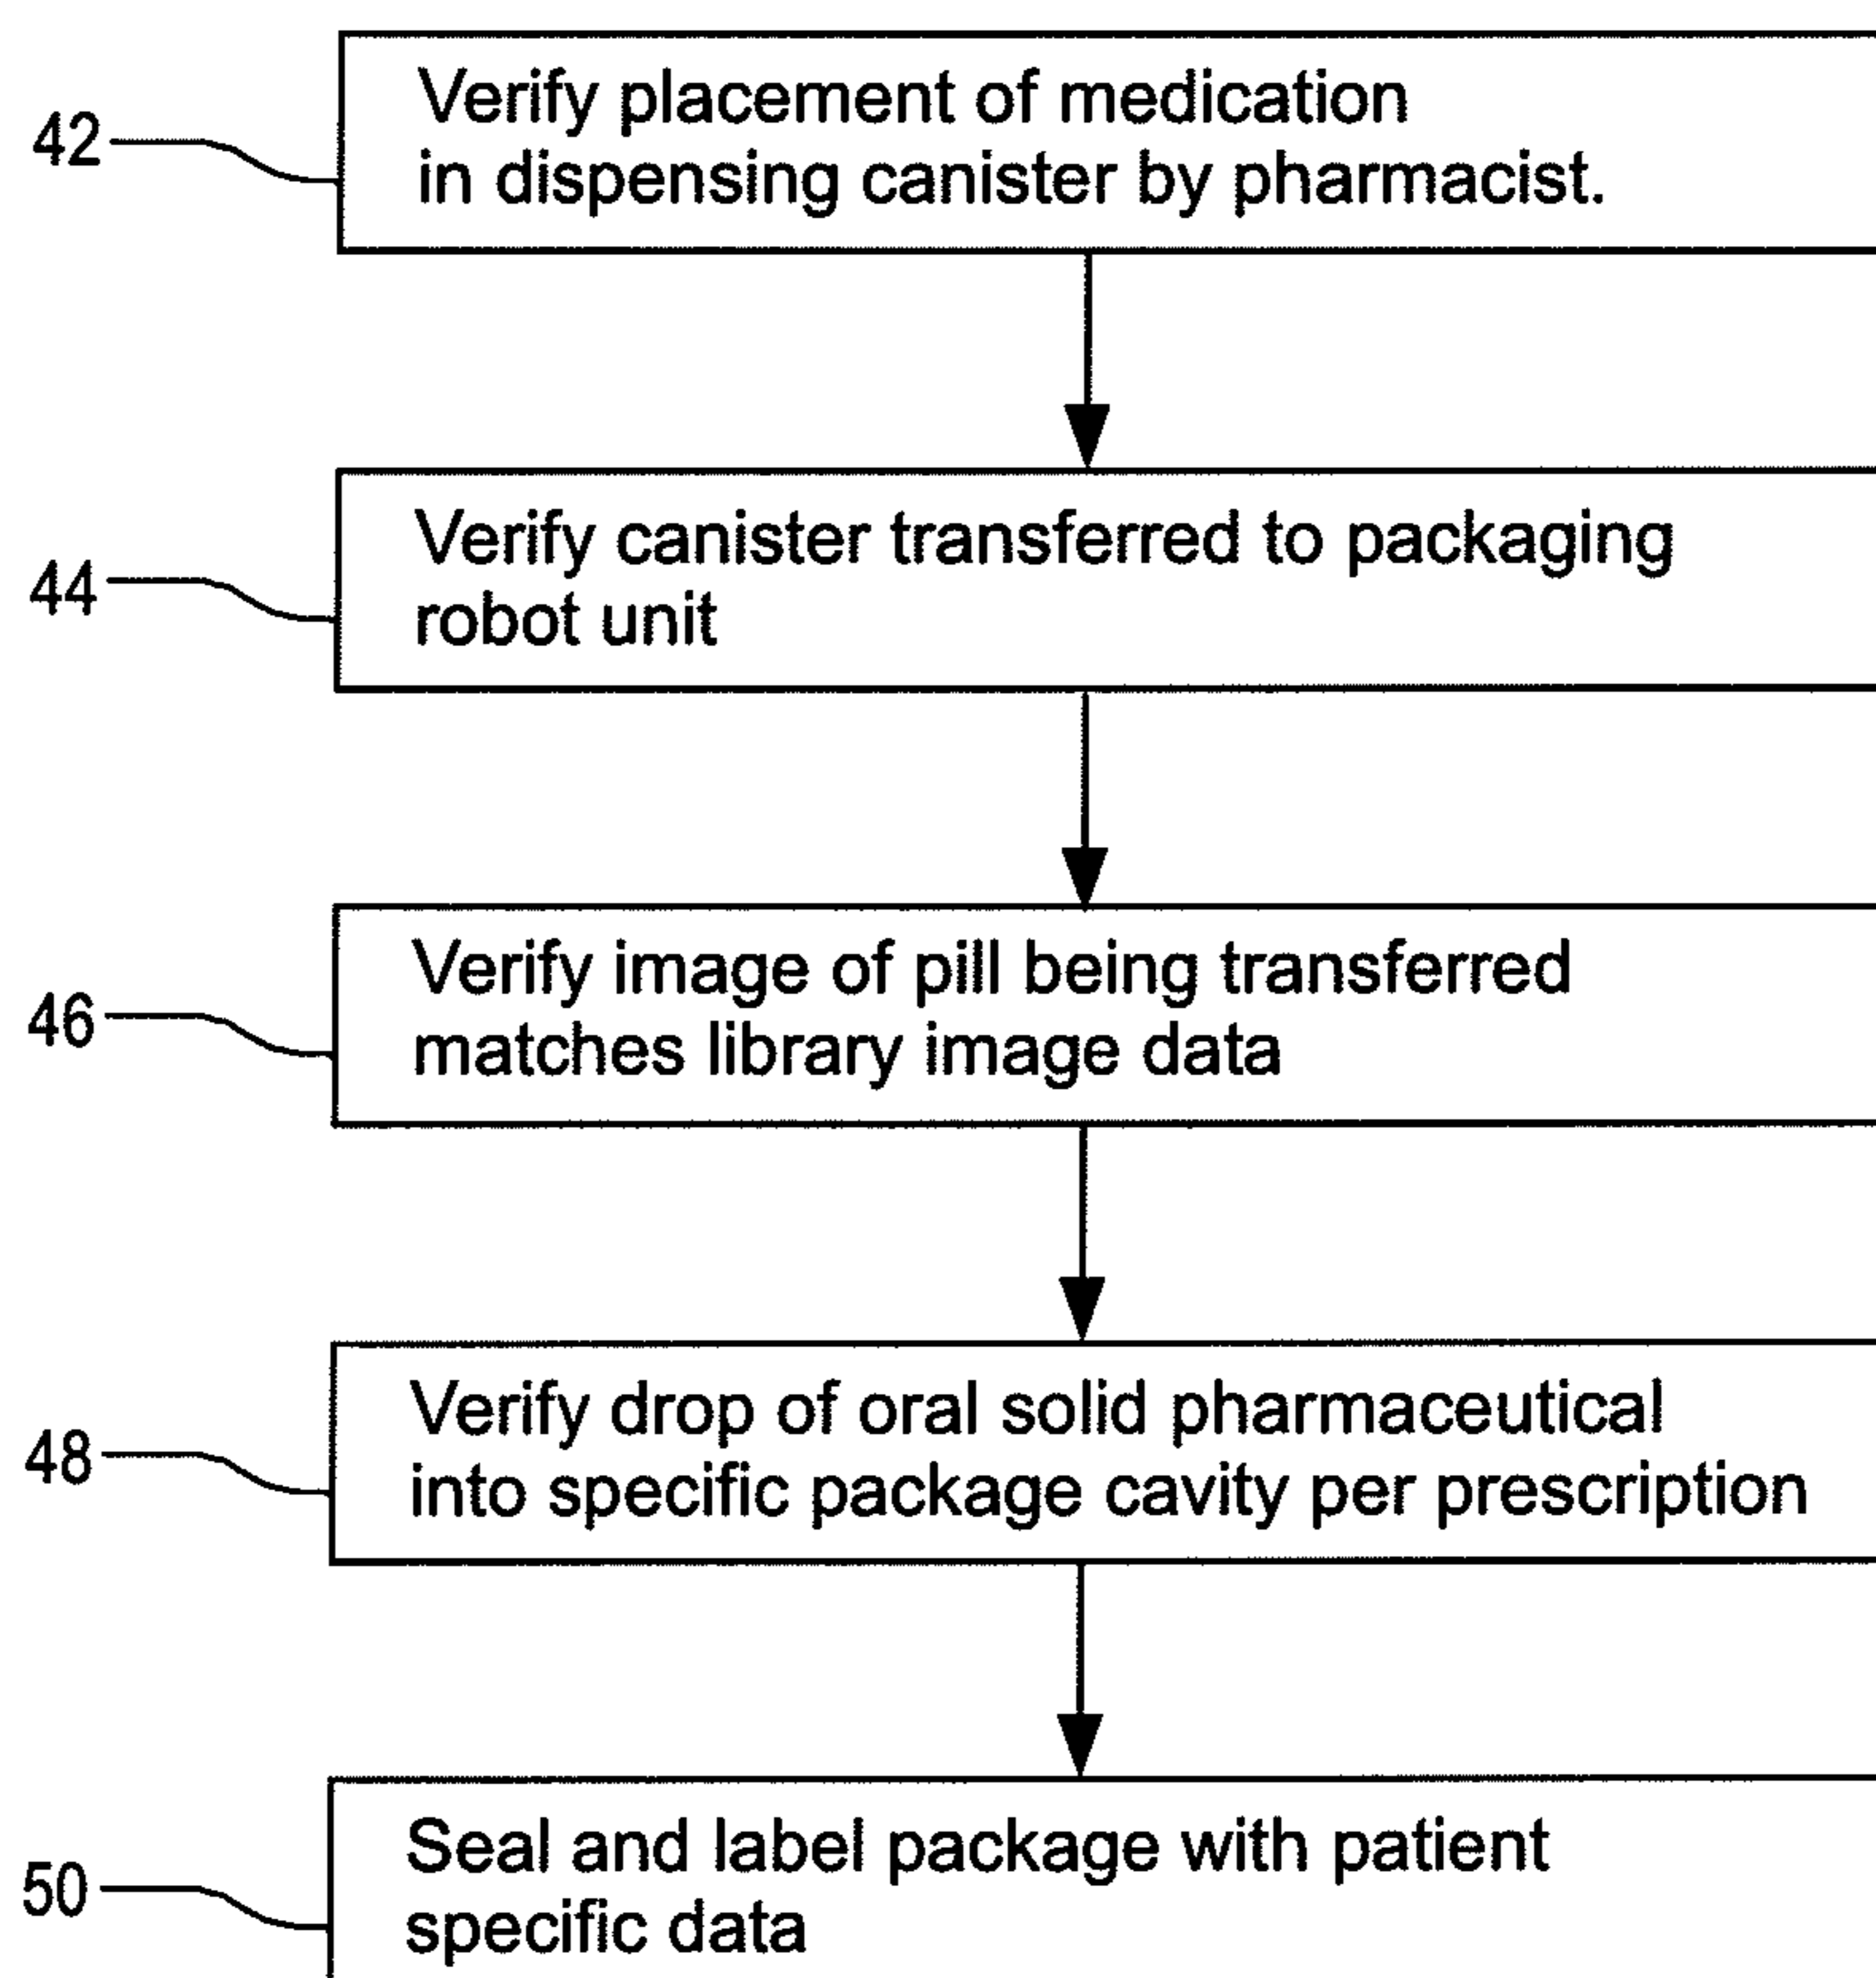 Verify placement of medication
42
in dispensing canister by pharmacist.
Verify canister transferred to packaging
44
robot unit
Verify image of pill being transferred
46
matches library image data
Verify drop of oral solid pharmaceutical
48
into specific package cavity per prescription
Seal and label package with patient
50
specific data